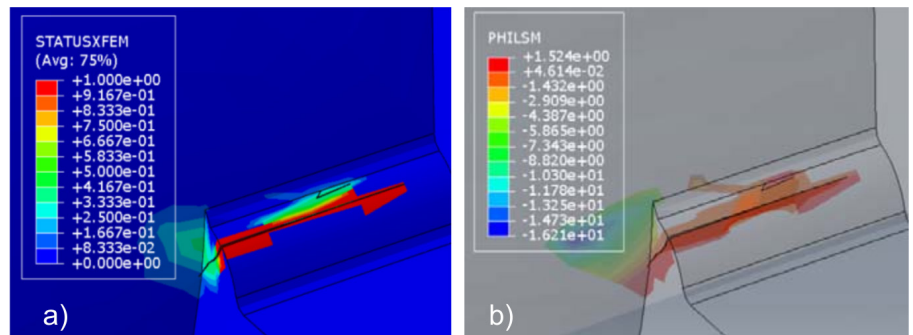 STATUSXFEM
(Avg: 75%)
+1.000e+00
+9.167e-01
+8.333e-01
+7.500e-01
+6.667e-01
+5.833e-01
+5.000e-01
+4.167e-01
+3.333e-01
+2.500e-01
+1.667e-01
+8.333e-02
+0.000e+00
a)
PHILSM
+1.524e+00
+4.614e-02
-1.432e+00
-2.909e+00
-4.387e+00
-5.865e+00
-7.343e+00
-8.820e+00
-1.030e+01
-1.178e+01
-1.325e+01
-1.473e+01
-1.621e+01
b)